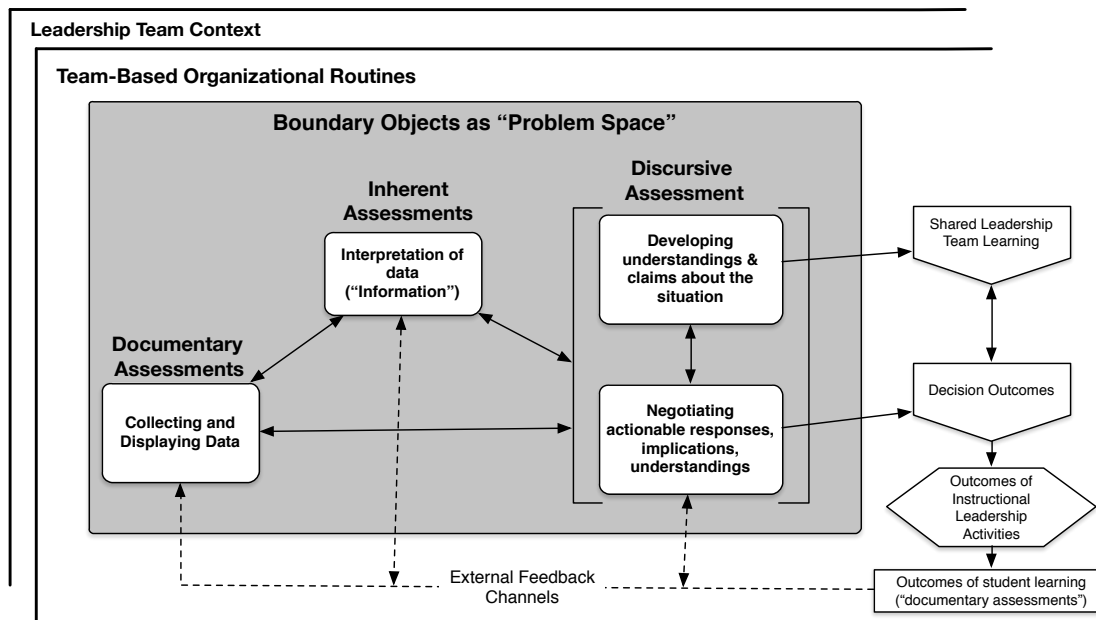 Leadership Team Context
Team-Based Organizational Routines
Boundary Objects as “Problem Space”
Discursive
Assessment
Inherent
Assessments
Developing
understandings &
claims about the
situation
Shared Leadership
Team Learning
Interpretation of
data
(“Information”)
Documentary
Assessments
Collecting and
Displaying Data
Negotiating
actionable responses,
implications,
understandings
Decision Outcomes
Outcomes of
Instructional
Leadership
Activities
External Feedback
Channels
Outcomes of student learning
(“documentary assessments”)